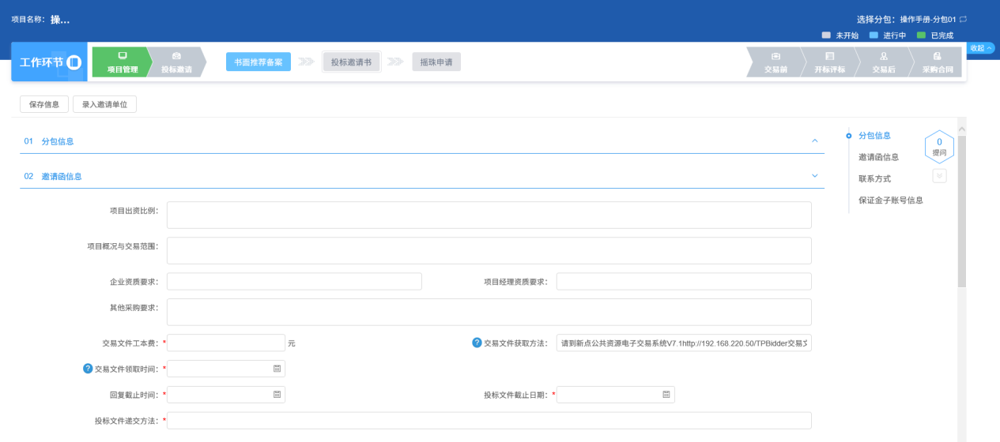 项目名称: 操...
选择分包: 操作手册-分包01
未开始 进行中 已完成
收起
工作环节
项目管理
投标邀请
书面推荐备案
投标邀请书
摇珠申请
交易前
开标评标
交易后
采购合同
保存信息 录入邀请单位
01 分包信息
02 邀请函信息
分包信息
邀请函信息
联系方式
保证金子账号信息
0
提问
项目出资比例:
项目概况与交易范围:
企业资质要求:
项目经理资质要求:
其他采购要求:
交易文件工本费: * 元
? 交易文件获取方法: 请到新点公共资源电子交易系统V7.1http://192.168.220.50/TPBidder交易文
? 交易文件领取时间: *
回复截止时间: *
投标文件截止日期: *
投标文件递交方法: *